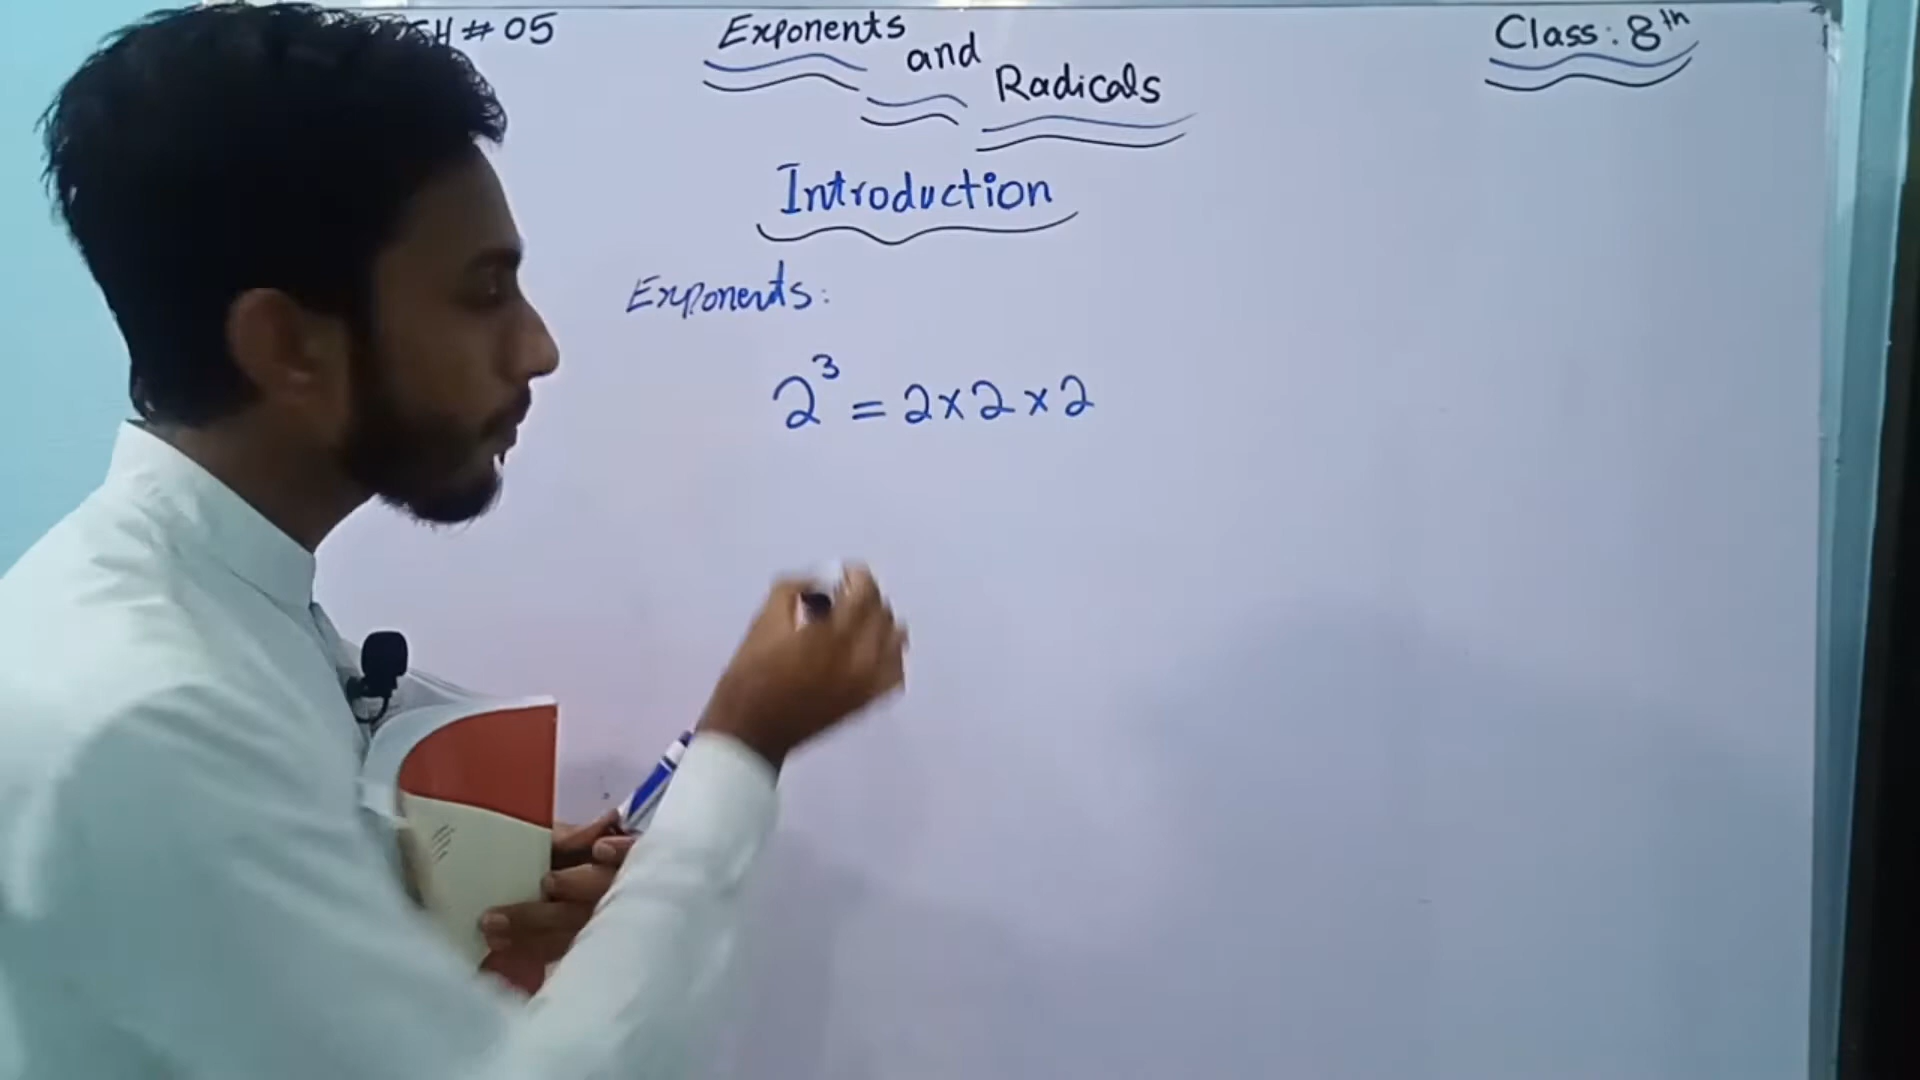 # 05
Exponents and Radicals
Class: 8th
Introduction
Exponents:
2³ = 2×2×2